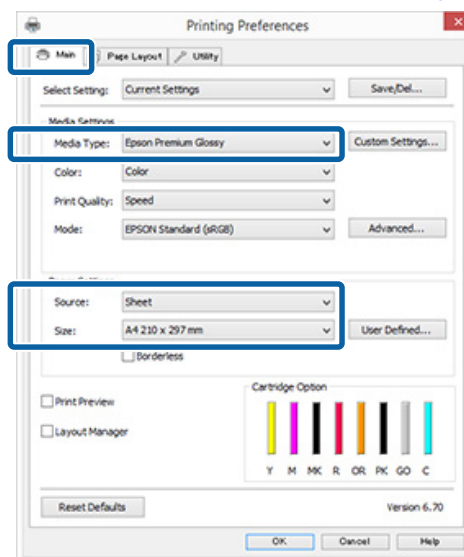 Printing Preferences
Main Page Layout Utility
Select Setting: Current Settings Save/Del...
Media Settings
Media Type: Epson Premium Glossy Custom Settings...
Color: Color
Print Quality: Speed
Mode: EPSON Standard (sRGB) Advanced...
Source: Sheet
Size: A4 210 x 297 mm User Defined...
Borderless
Cartridge Option
Print Preview
Layout Manager
Y M MK R OR PK GO C
Reset Defaults Version 6.70
OK Cancel Help